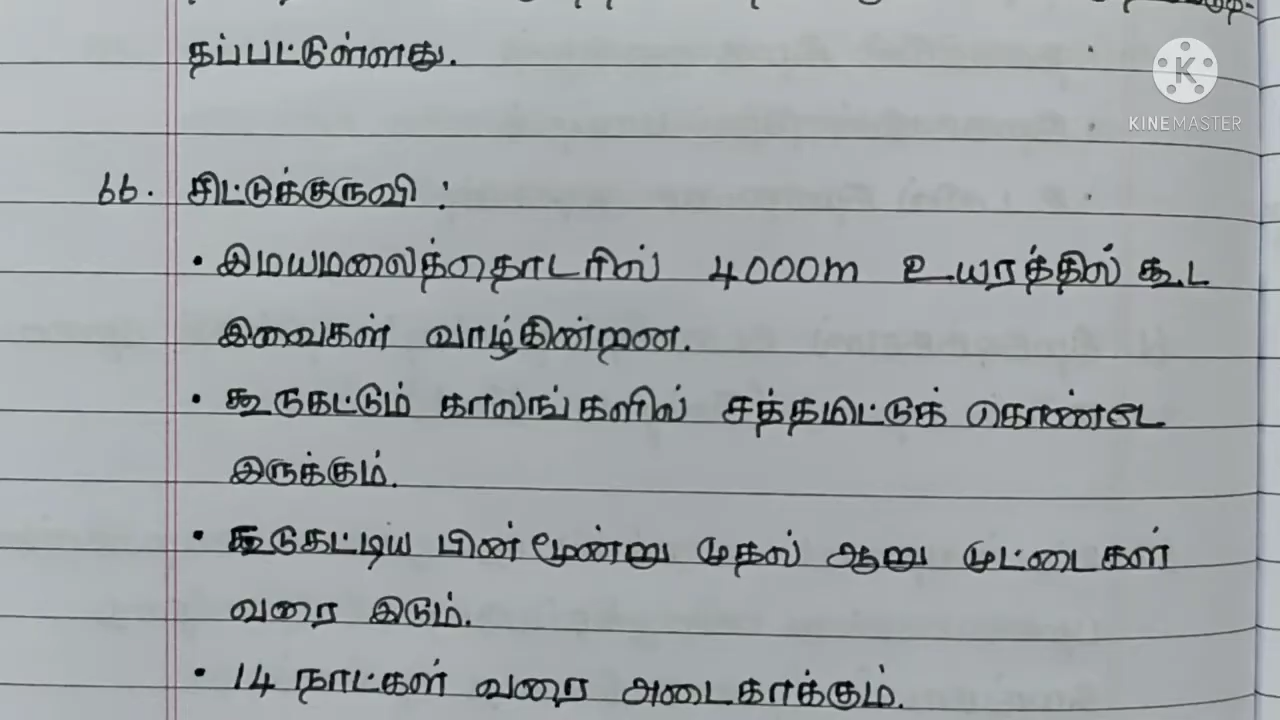 தப்பட்டுள்ளது.
66. சிட்டுக்குருவி :
• இமயமலைத்தொடரில் 4000m உயரத்தில் கூட
இவைகள் வாழ்கின்றன.
• கூடுகட்டும் காலங்களில் சத்தமிட்டுக் கொண்டே
இருக்கும்.
• கூடுகட்டிய பின் மூன்று முதல் ஆறு முட்டைகள்
வரை இடும்.
• 14 நாட்கள் வரை அடைகாக்கும்.
KINEMASTER